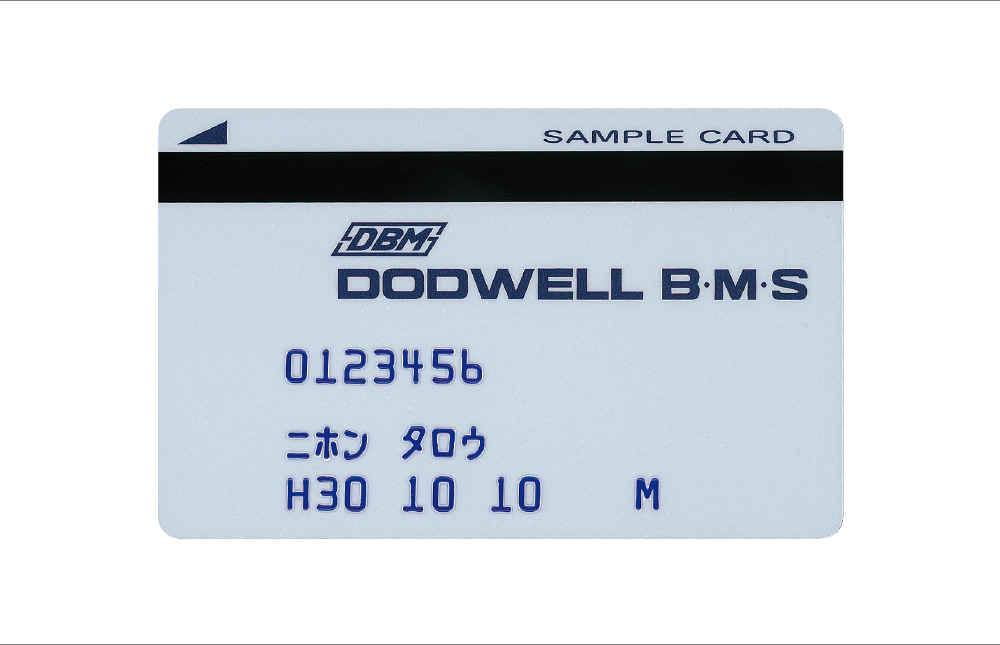 SAMPLE CARD
DBM
DODWELL B·M·S
0123456
ニホン タロウ
H30 10 10 M